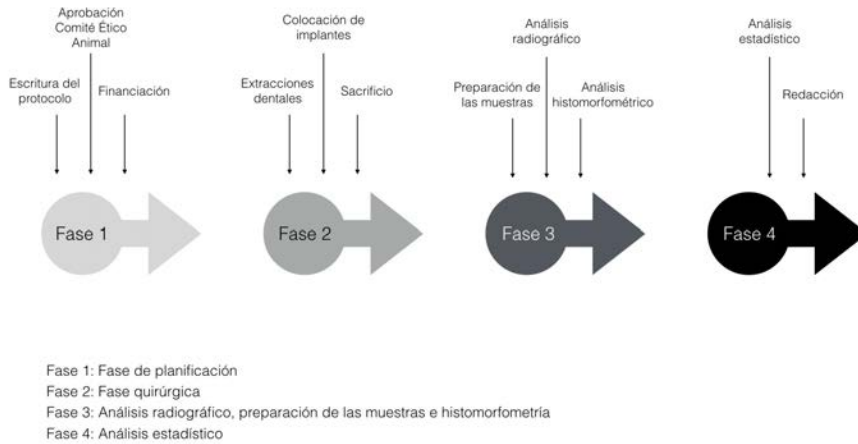 Aprobación
Comité Ético
Animal
Escritura del
protocolo
Financiación
Fase 1
Colocación de
implantes
Extracciones
dentales
Sacrificio
Fase 2
Análisis
radiográfico
Preparación de
las muestras
Análisis
histomorfométrico
Fase 3
Análisis
estadístico
Redacción
Fase 4
Fase 1: Fase de planificación
Fase 2: Fase quirúrgica
Fase 3: Análisis radiográfico, preparación de las muestras e histomorfometría
Fase 4: Análisis estadístico